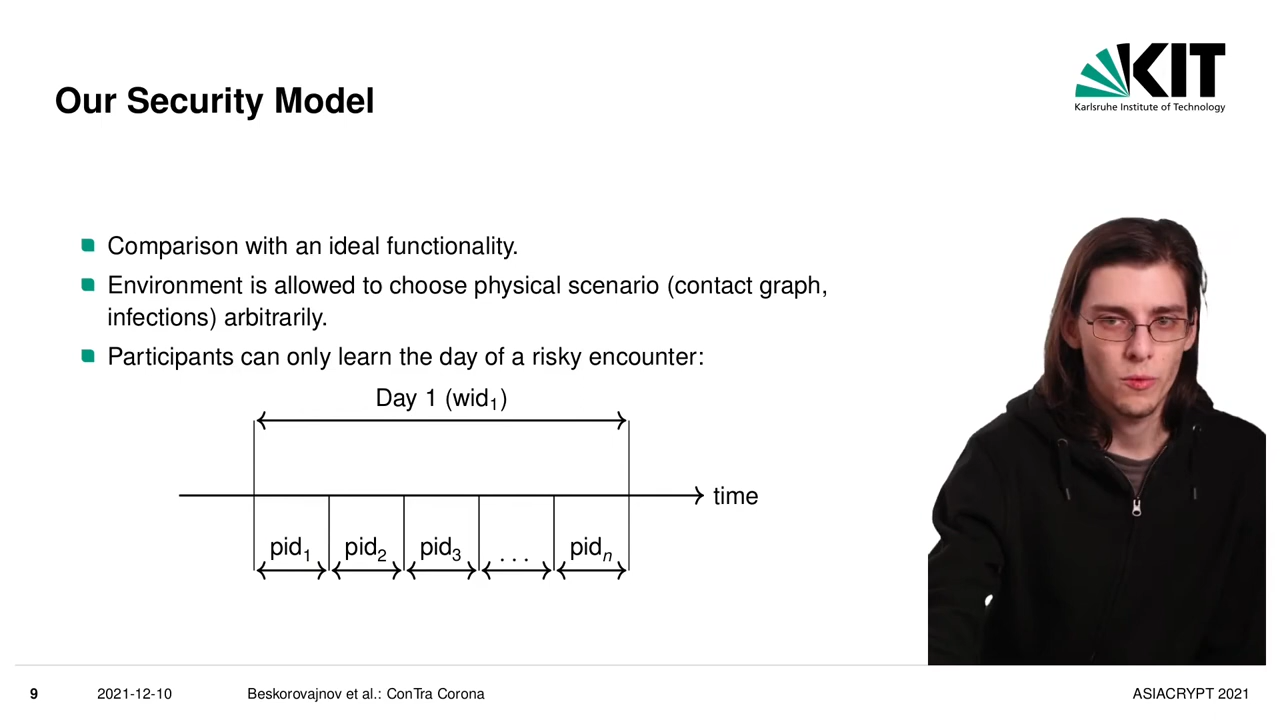 KIT
Karlsruhe Institute of Technology
Our Security Model
Comparison with an ideal functionality.
Environment is allowed to choose physical scenario (contact graph,
infections) arbitrarily.
Participants can only learn the day of a risky encounter:
Day 1 (wid₁)
time
pid₁ pid₂ pid₃ ... pidₙ
9 2021-12-10 Beskorovajnov et al.: ConTra Corona ASIACRYPT 2021